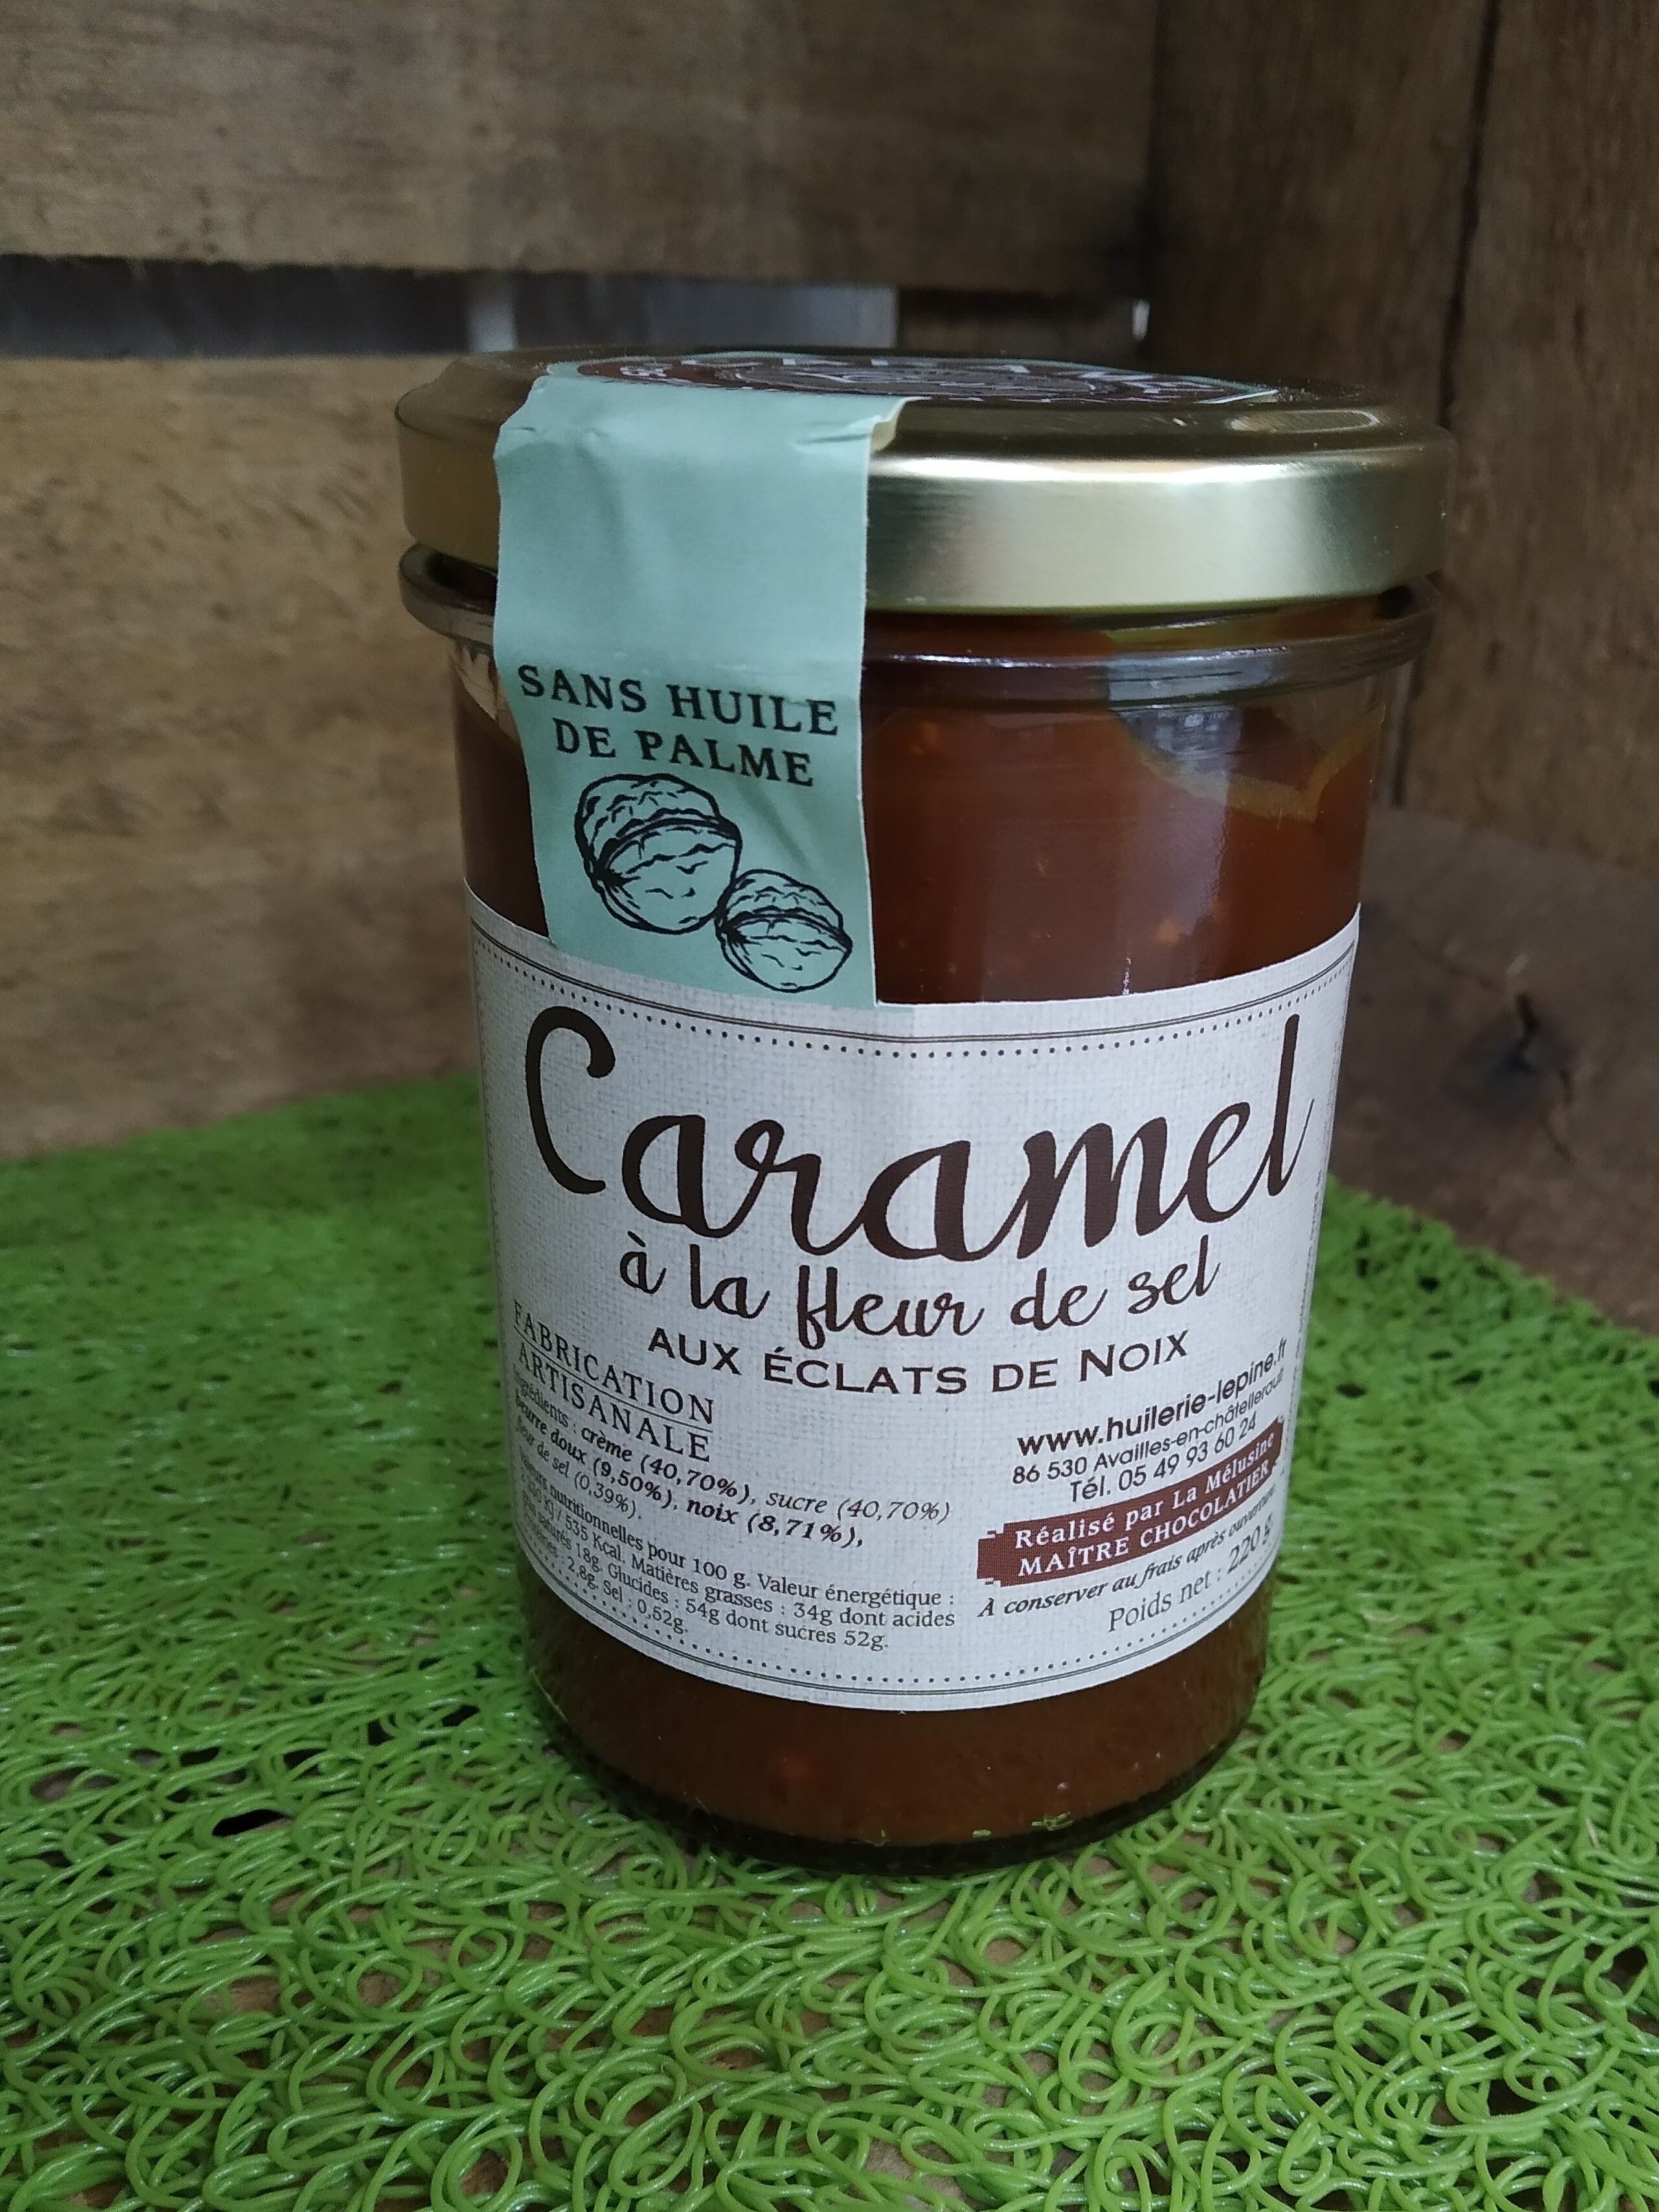 SANS HUILE
DE PALME
Caramel
à la fleur de sel
AUX ÉCLATS DE NOIX
FABRICATION
ARTISANALE
Ingrédients : crème (40,70%), sucre (40,70%)
beurre doux (9,50%), noix (8,71%),
fleur de sel (0,39%).
nutritionnelles pour 100 g. Valeur énergétique :
KJ / 535 Kcal. Matières grasses : 34g dont acides
gras saturés 18g. Glucides : 54g dont sucres 52g.
: 2,8g. Sel : 0,52g.
www.huilerie-lepine.fr
86 530 Availles-en-châtellerault
Tél. 05 49 93 60 24
Réalisé par La Mélusine
MAÎTRE CHOCOLATIER
À conserver au frais après ouverture
Poids net : 220 g